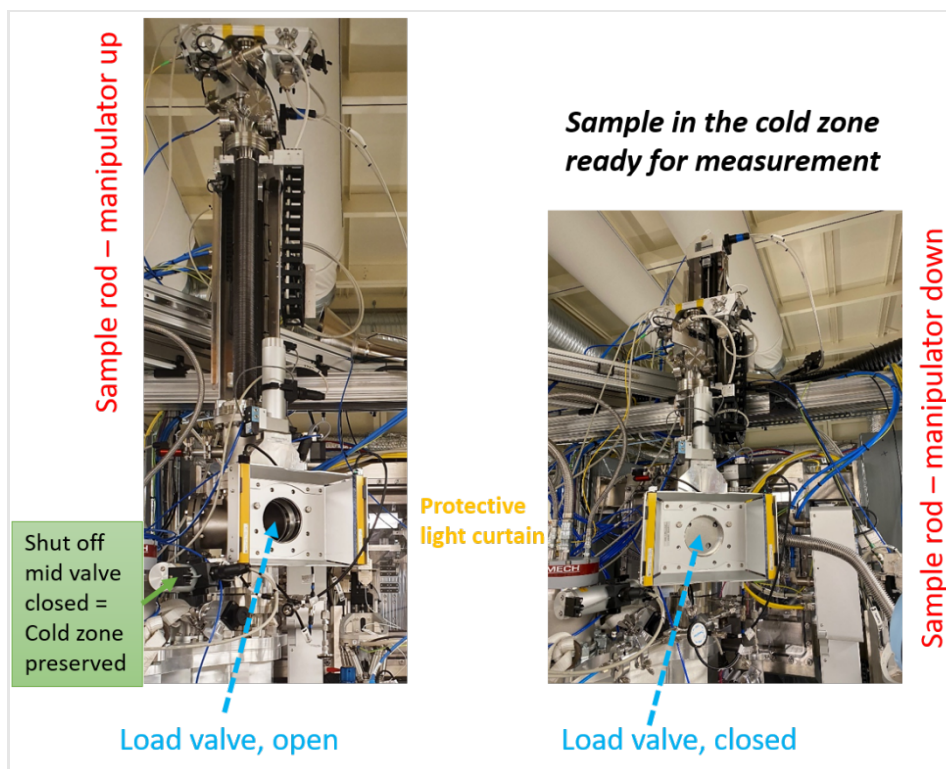 Sample rod – manipulator up
Sample in the cold zone
ready for measurement
Sample rod – manipulator down
Protective
light curtain
Shut off
mid valve
closed =
Cold zone
preserved
MECH
Load valve, open
Load valve, closed